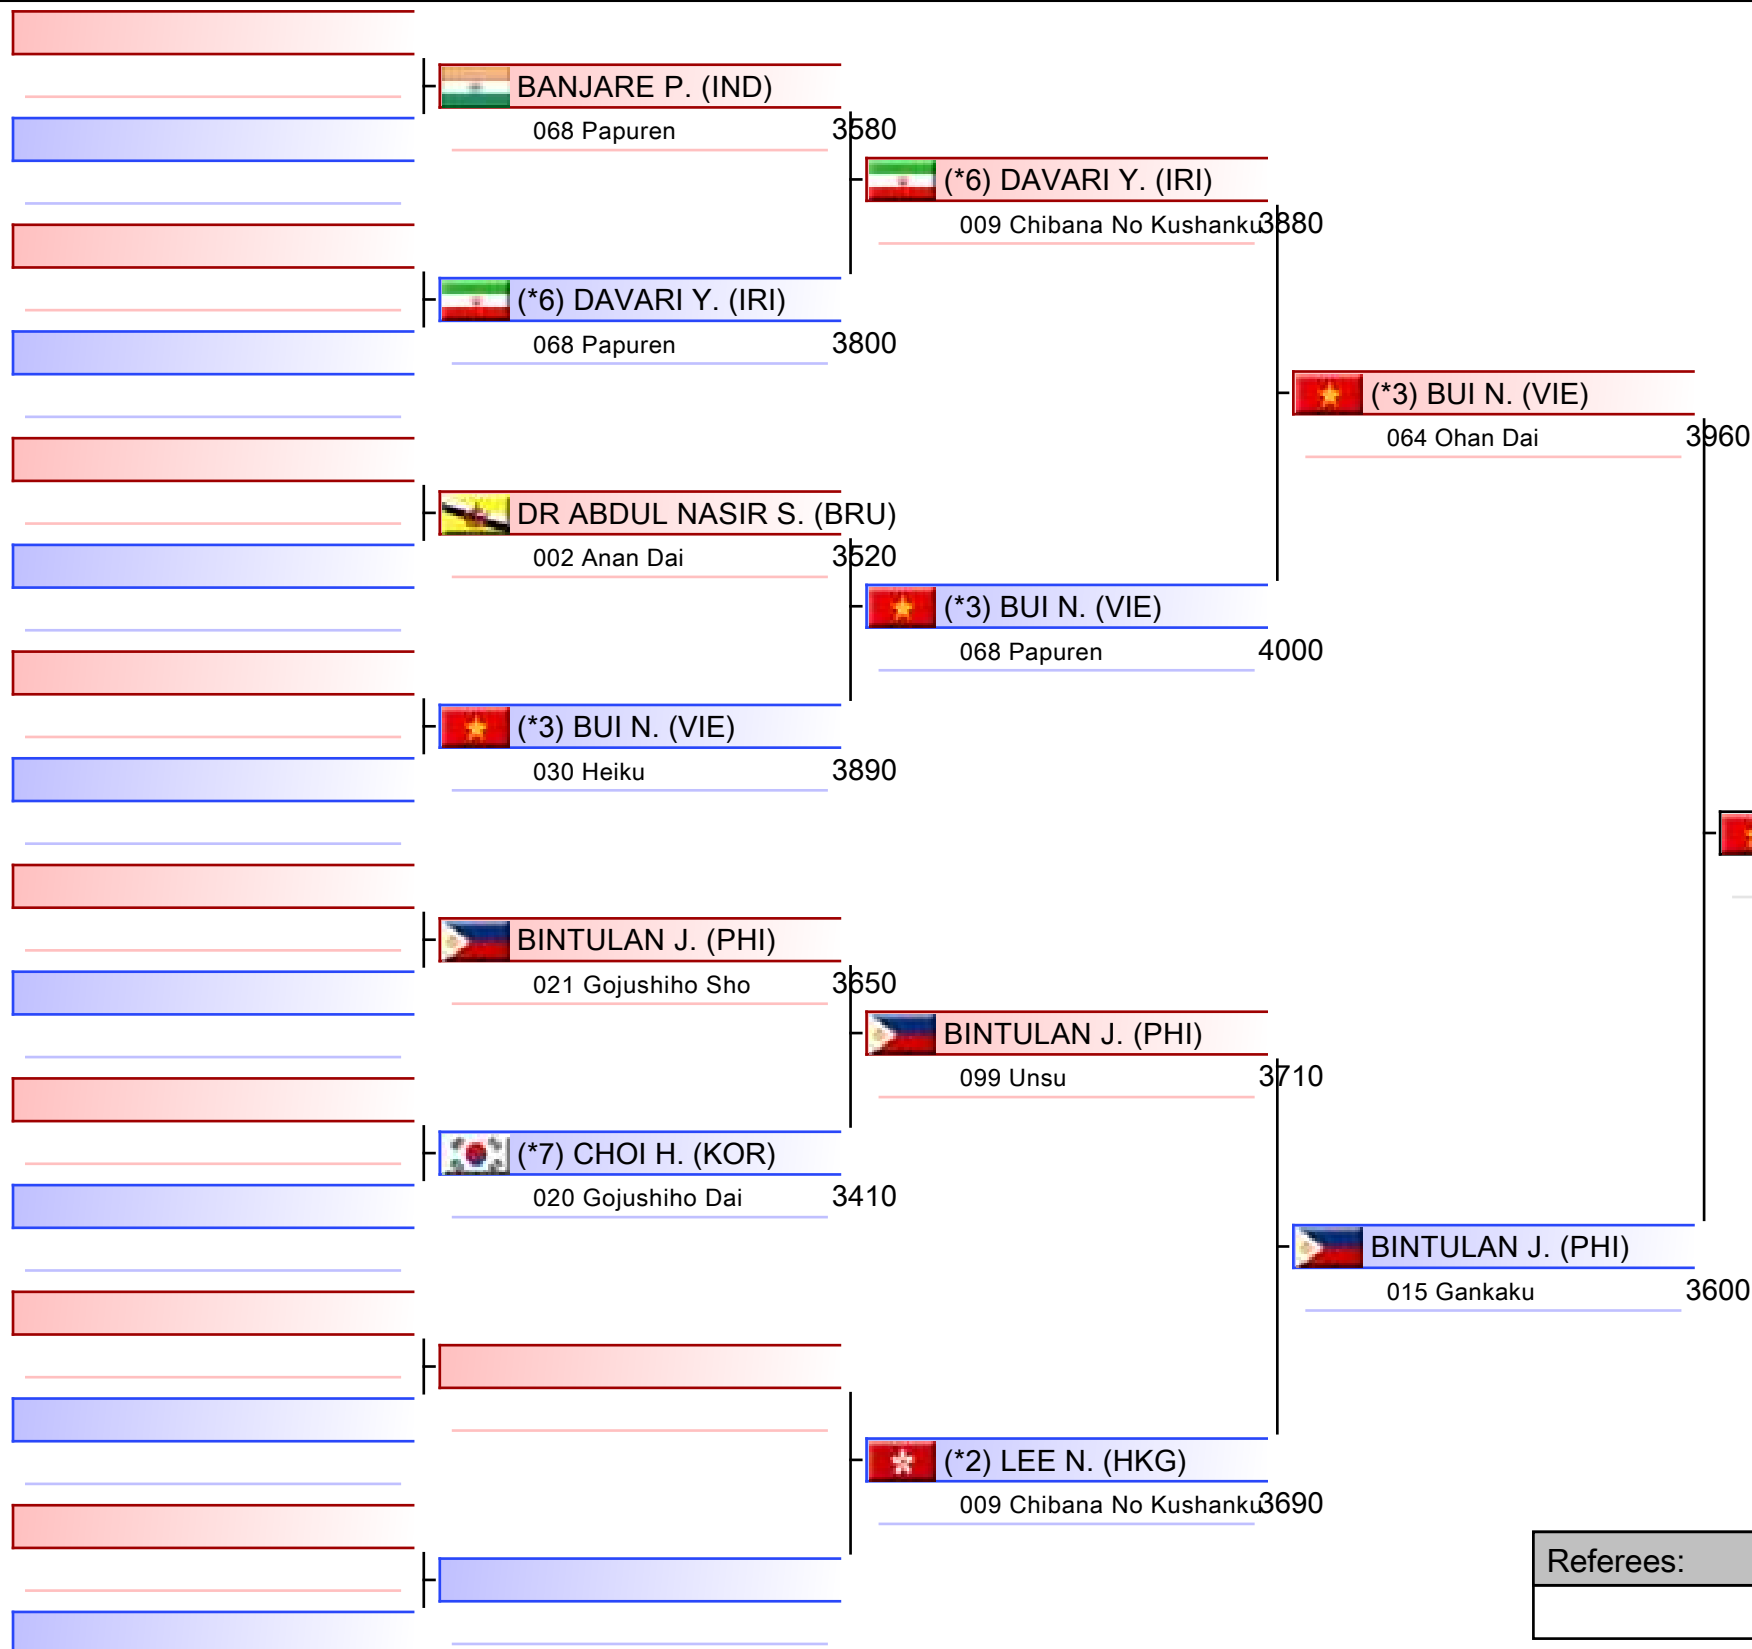 BANJARE P. (IND)
068 Papuren 3580
(*6) DAVARI Y. (IRI)
009 Chibana No Kushanku 3880
(*6) DAVARI Y. (IRI)
068 Papuren 3800
(*3) BUI N. (VIE)
064 Ohan Dai 3960
DR ABDUL NASIR S. (BRU)
002 Anan Dai 3520
(*3) BUI N. (VIE)
068 Papuren 4000
(*3) BUI N. (VIE)
030 Heiku 3890
BINTULAN J. (PHI)
021 Gojushiho Sho 3650
BINTULAN J. (PHI)
099 Unsu 3710
(*7) CHOI H. (KOR)
020 Gojushiho Dai 3410
BINTULAN J. (PHI)
015 Gankaku 3600
(*2) LEE N. (HKG)
009 Chibana No Kushanku 3690
Referees: